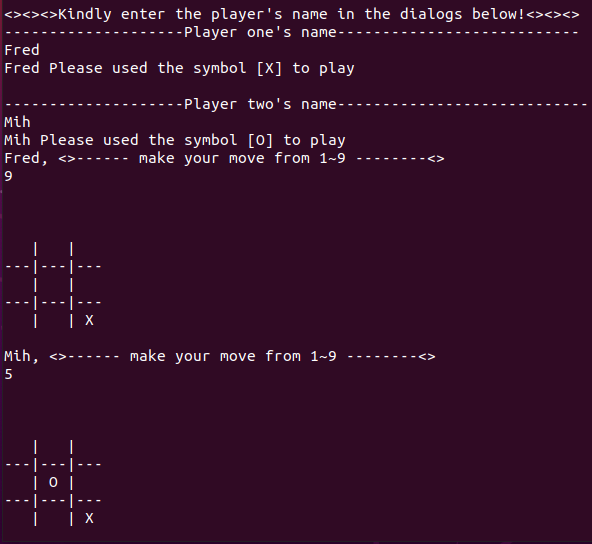 <><><>Kindly enter the player's name in the dialogs below!<><><>
--------------------Player one's name---------------------------
Fred
Fred Please used the symbol [X] to play
--------------------Player two's name----------------------------
Mih
Mih Please used the symbol [O] to play
Fred, <>------ make your move from 1~9 --------<>
9
   |   |
---|---|---
   |   |
---|---|---
   |   | X
Mih, <>------ make your move from 1~9 --------<>
5
   |   |
---|---|---
   | O |
---|---|---
   |   | X